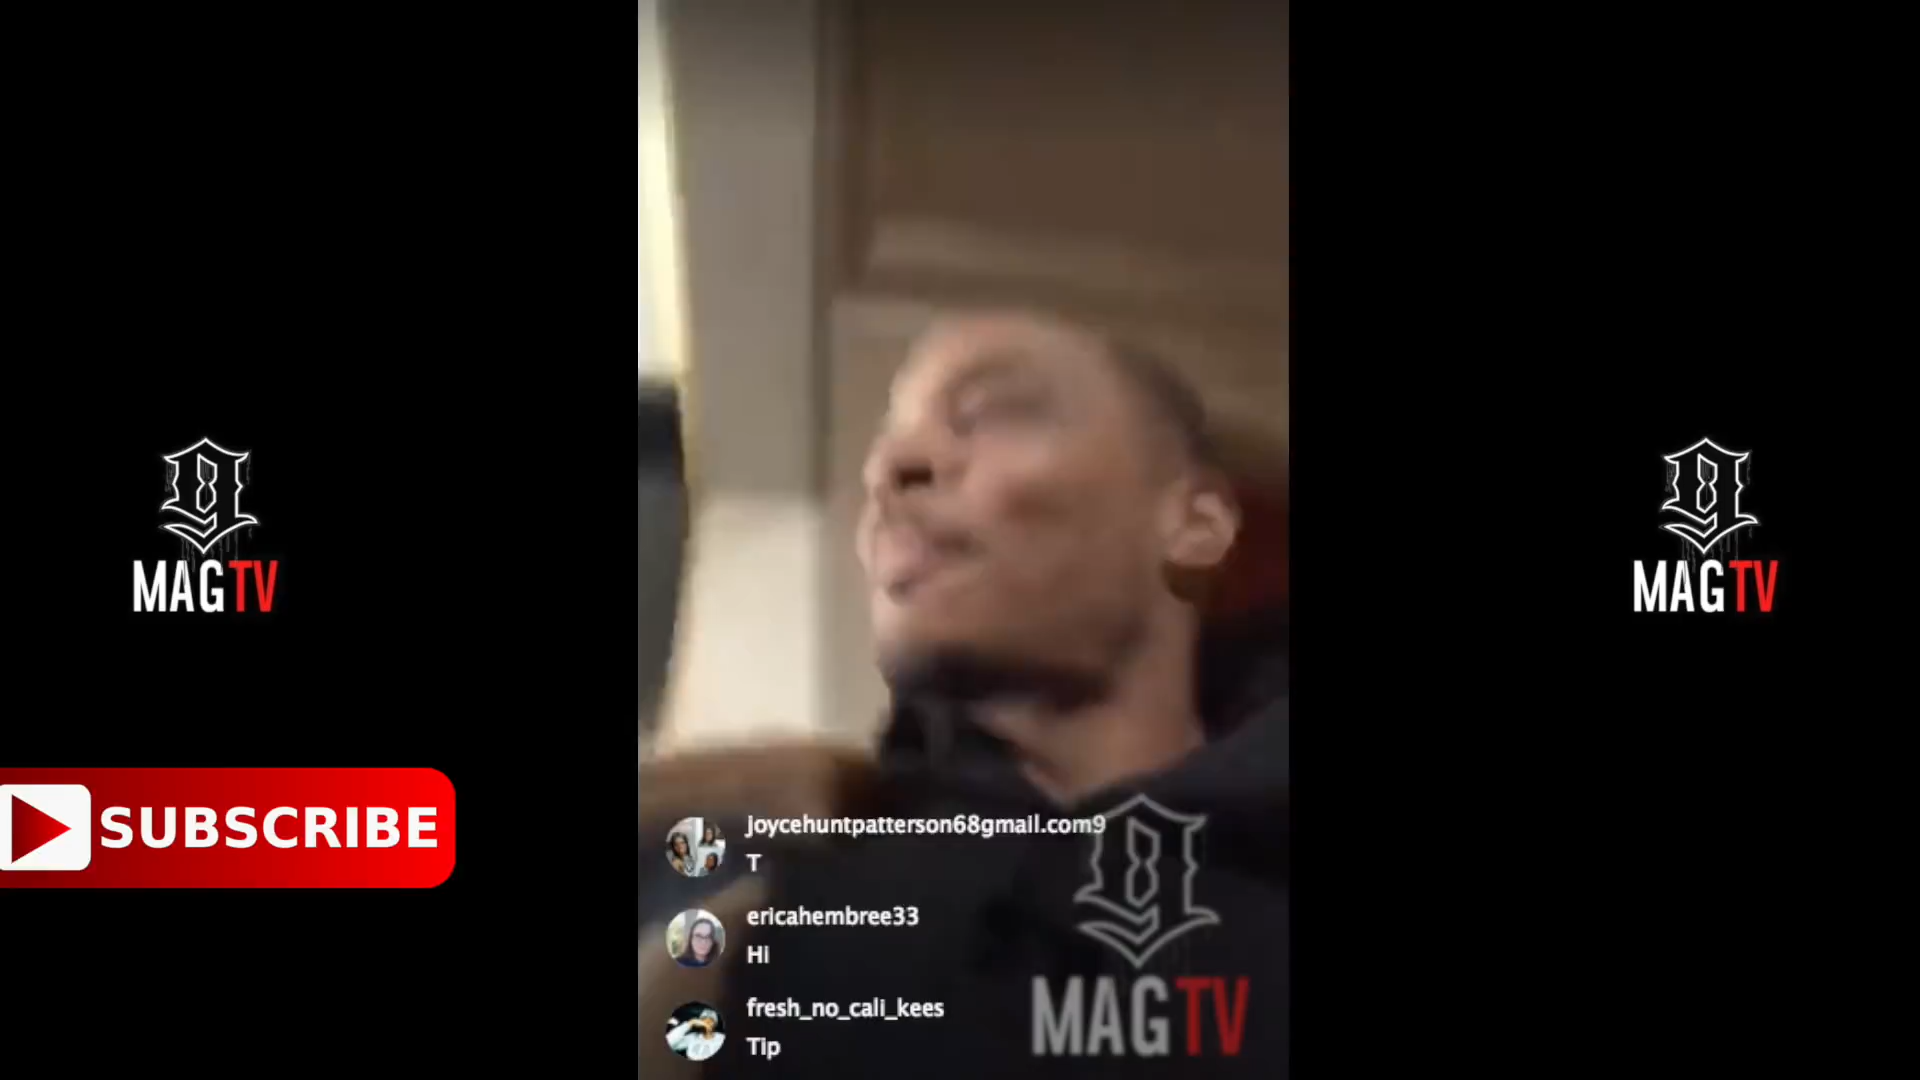 MAGTV
SUBSCRIBE
joycehuntpatterson68gmail.com9
T
ericahembree33
Hi
fresh_no_cali_kees
Tip
MAGTV
MAGTV